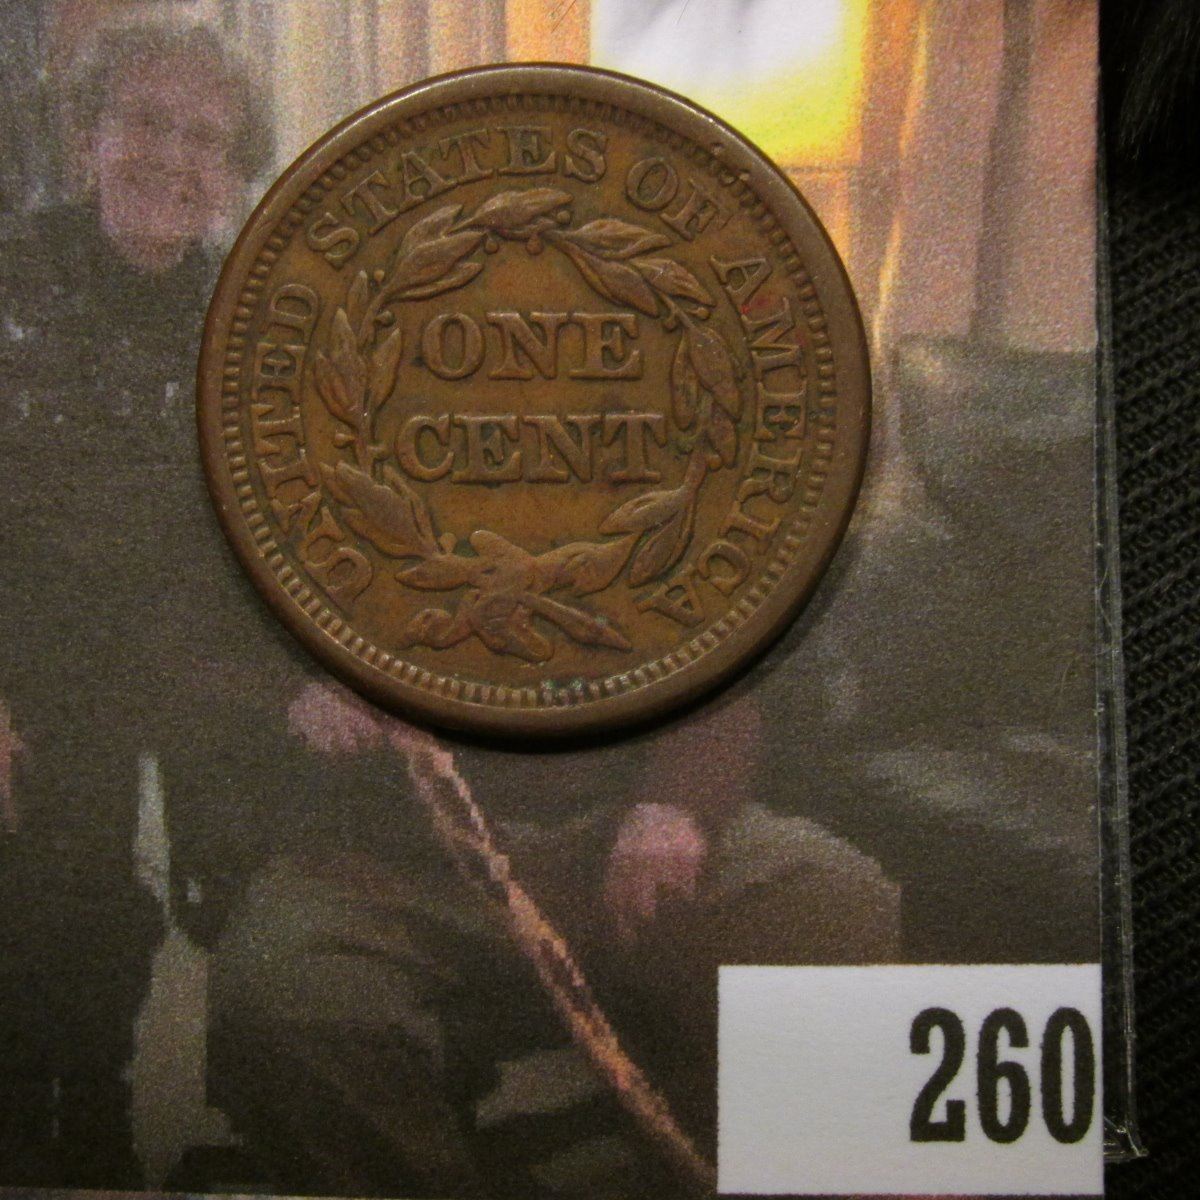 UNITED STATES OF AMERICA
ONE
CENT
260